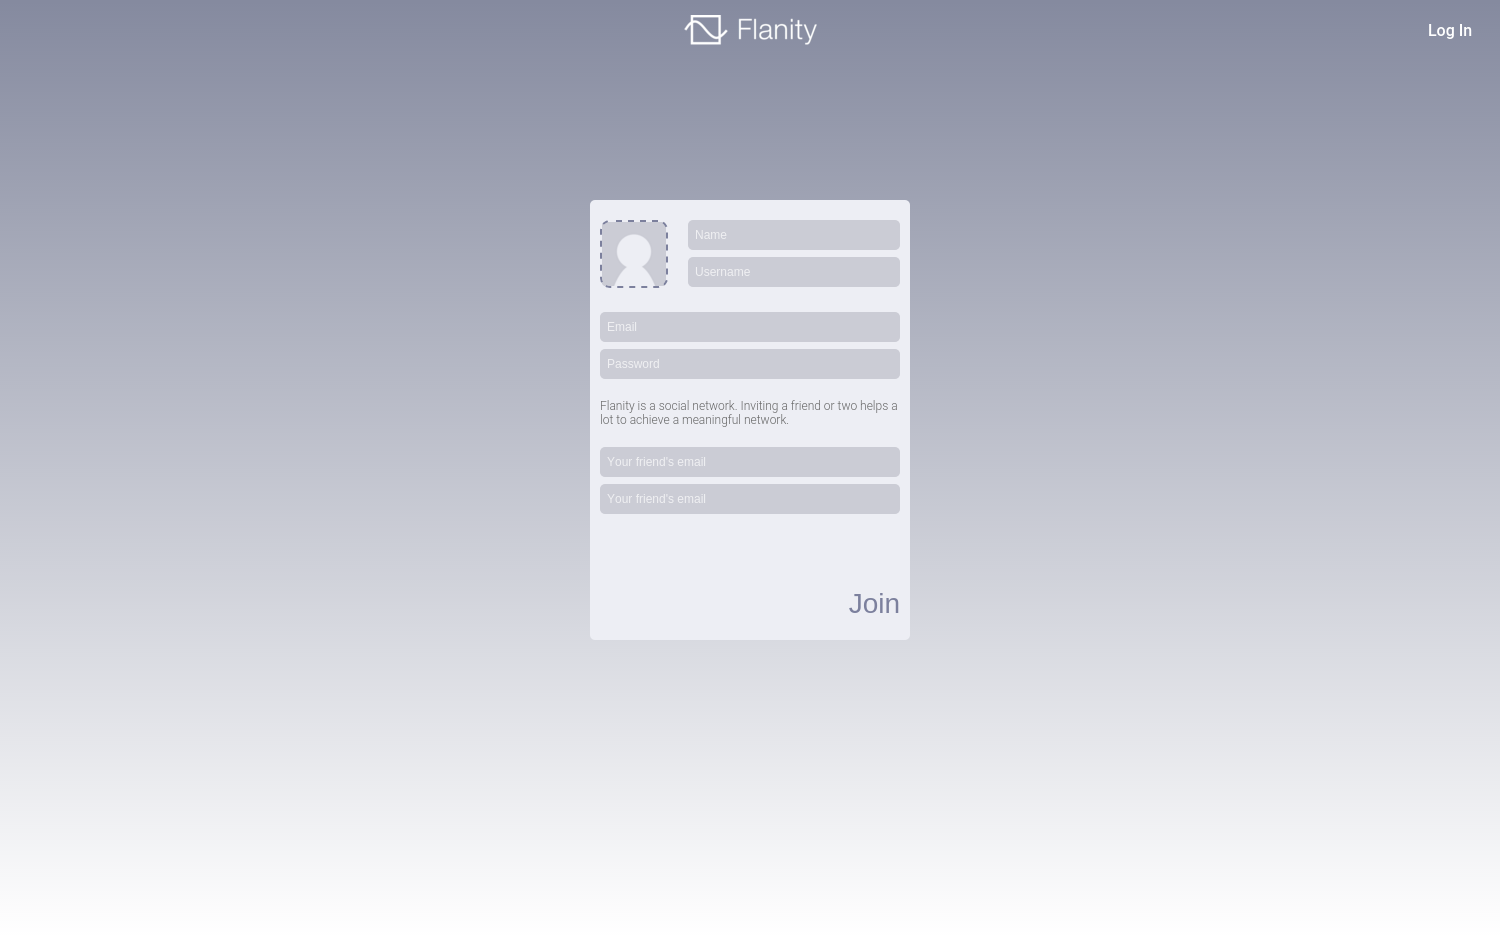 Flanity
Log In
Name
Username
Email
Password
Flanity is a social network. Inviting a friend or two helps a
lot to achieve a meaningful network.
Your friend's email
Your friend's email
Join